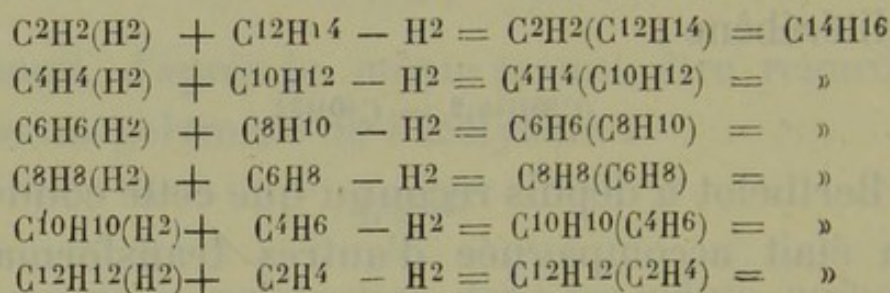 C²H²(H²) + C¹²H¹⁴ — H² = C²H²(C¹²H¹⁴) = C¹⁴H¹⁶
C⁴H⁴(H²) + C¹⁰H¹² — H² = C⁴H⁴(C¹⁰H¹²) = »
C⁶H⁶(H²) + C⁸H¹⁰ — H² = C⁶H⁶(C⁸H¹⁰) = »
C⁸H⁸(H²) + C⁶H⁸ — H² = C⁸H⁸(C⁶H⁸) = »
C¹⁰H¹⁰(H²) + C⁴H⁶ — H² = C¹⁰H¹⁰(C⁴H⁶) = »
C¹²H¹²(H²) + C²H⁴ — H² = C¹²H¹²(C²H⁴) = »